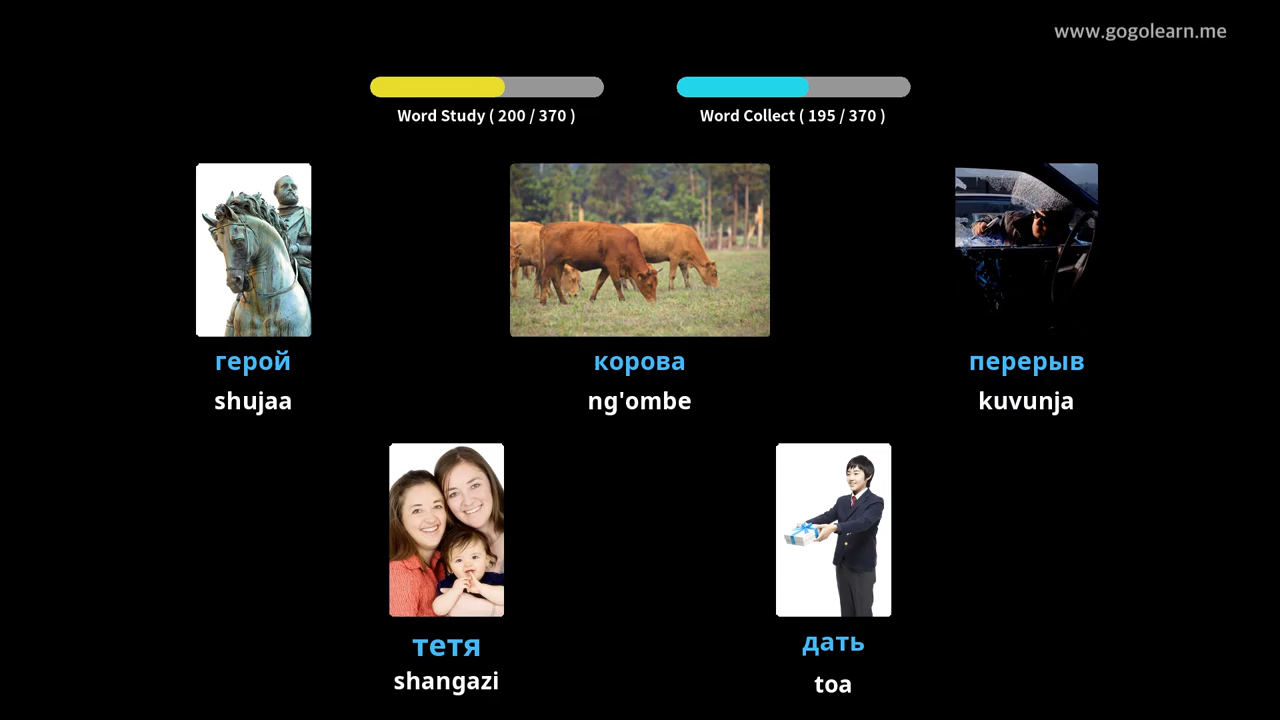 www.gogolearn.me
Word Study ( 200 / 370 )
Word Collect ( 195 / 370 )
герой
shujaa
корова
ng'ombe
перерыв
kuvunja
тетя
shangazi
дать
toa